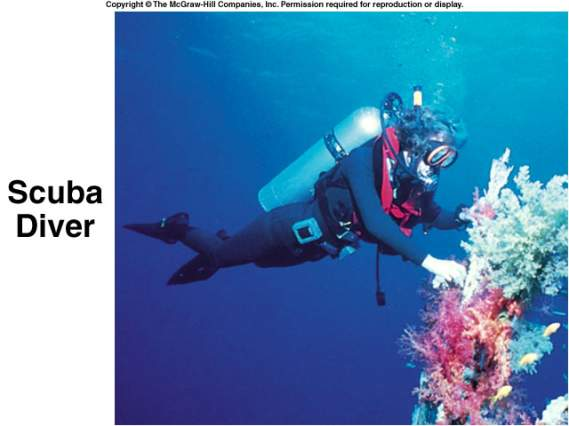 Copyright © The McGraw-Hill Companies, Inc. Permission required for reproduction or display.
Scuba
Diver